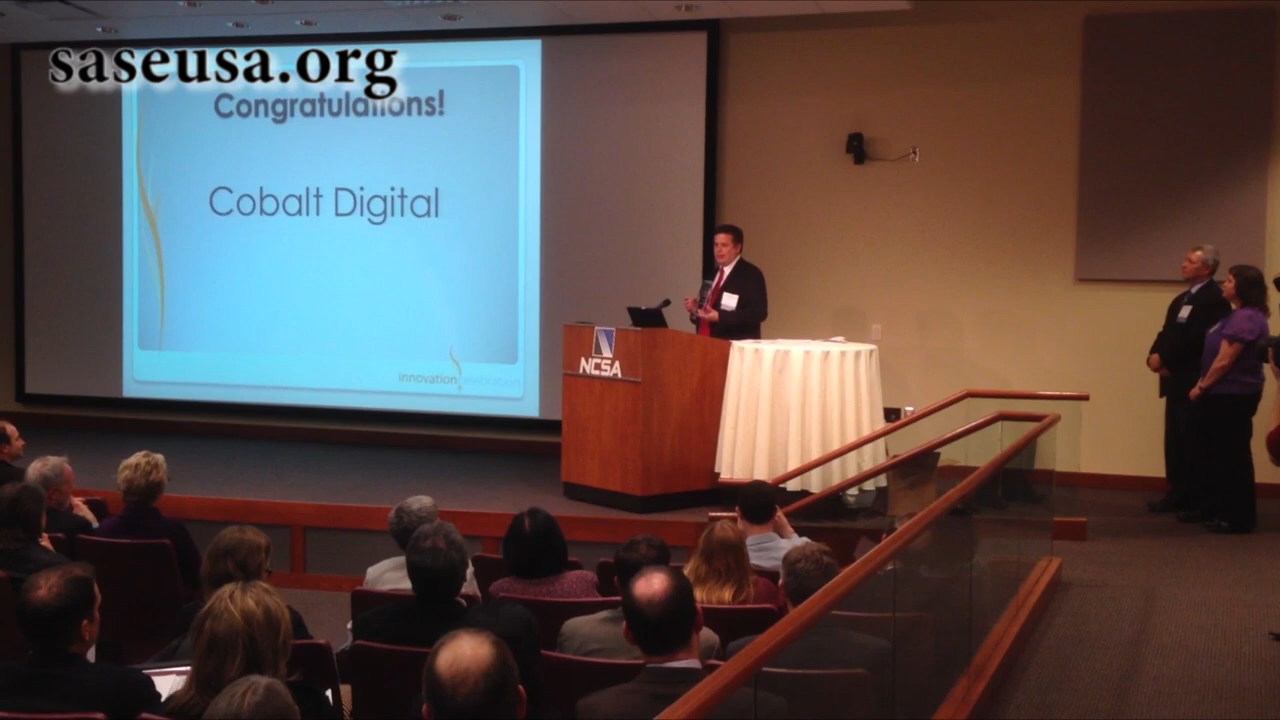 saseusa.org
Congratulations!
Cobalt Digital
innovation celebration
NCSA